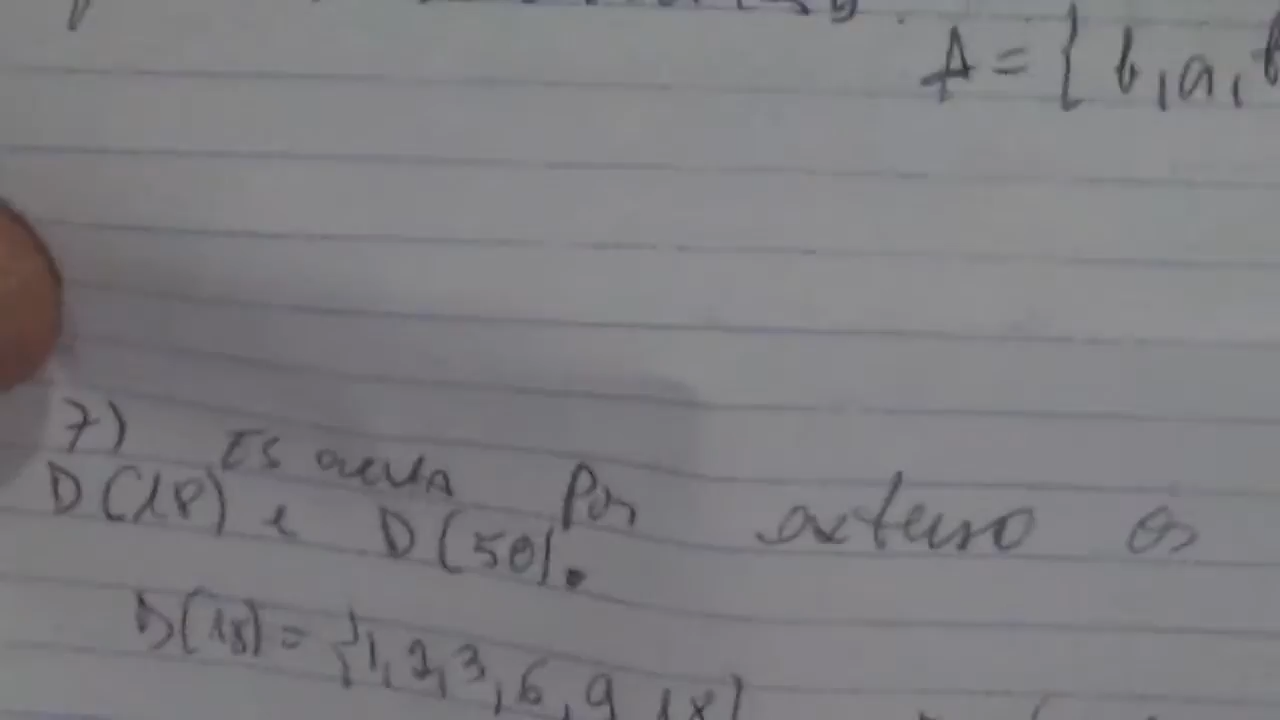 A = { b, a, b
7) Escreva Por extenso os
D(18) e D(50).
D(18) = {1, 2, 3, 6, 9, 18}